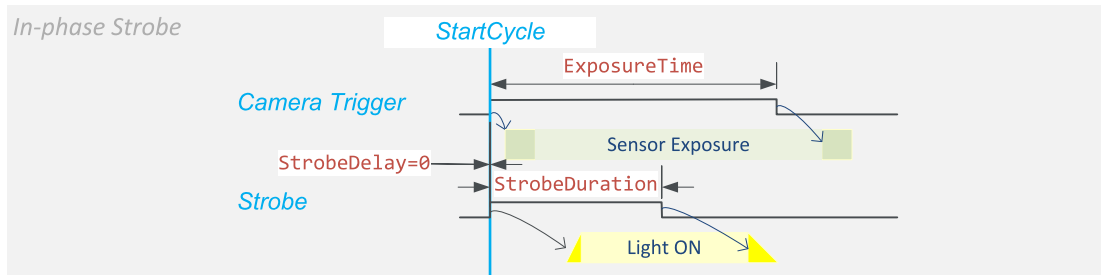 In-phase Strobe
StartCycle
ExposureTime
Camera Trigger
Sensor Exposure
StrobeDelay=0
StrobeDuration
Strobe
Light ON